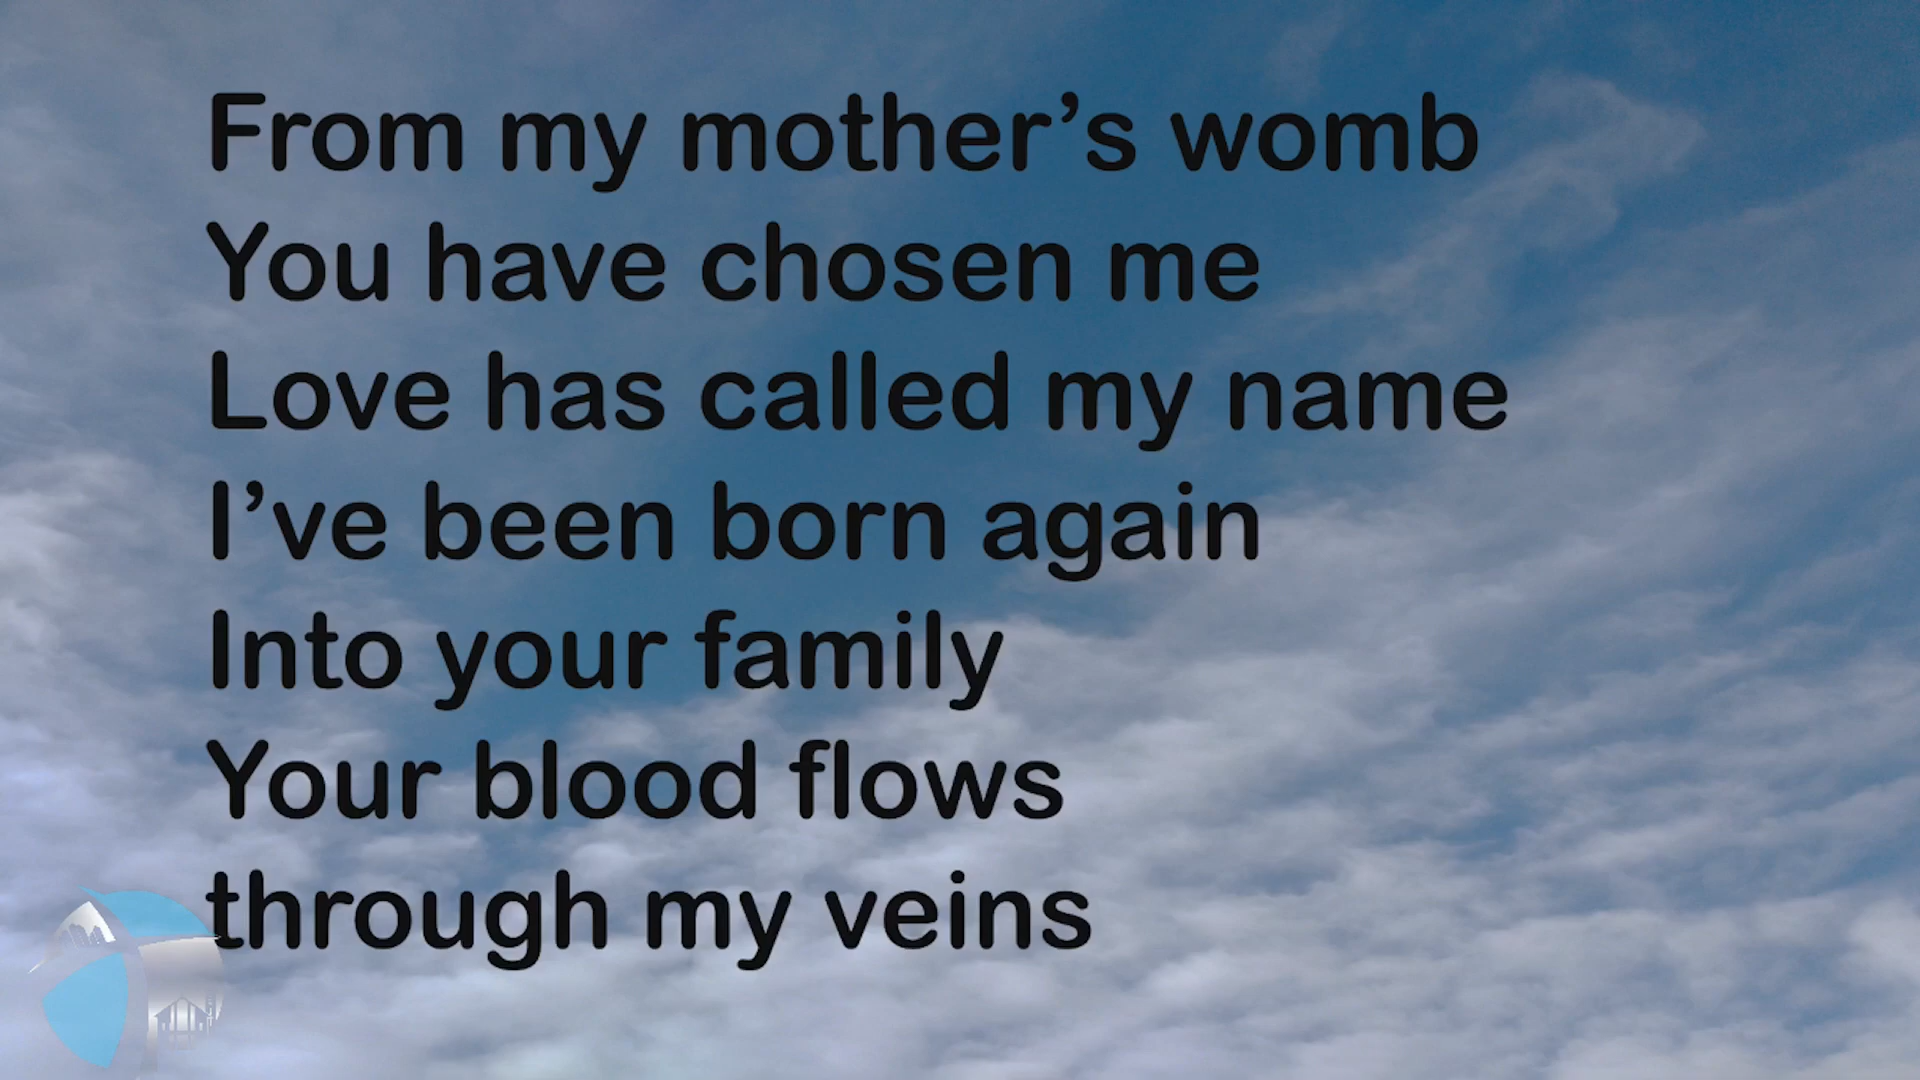 From my mother’s womb
You have chosen me
Love has called my name
I’ve been born again
Into your family
Your blood flows
through my veins